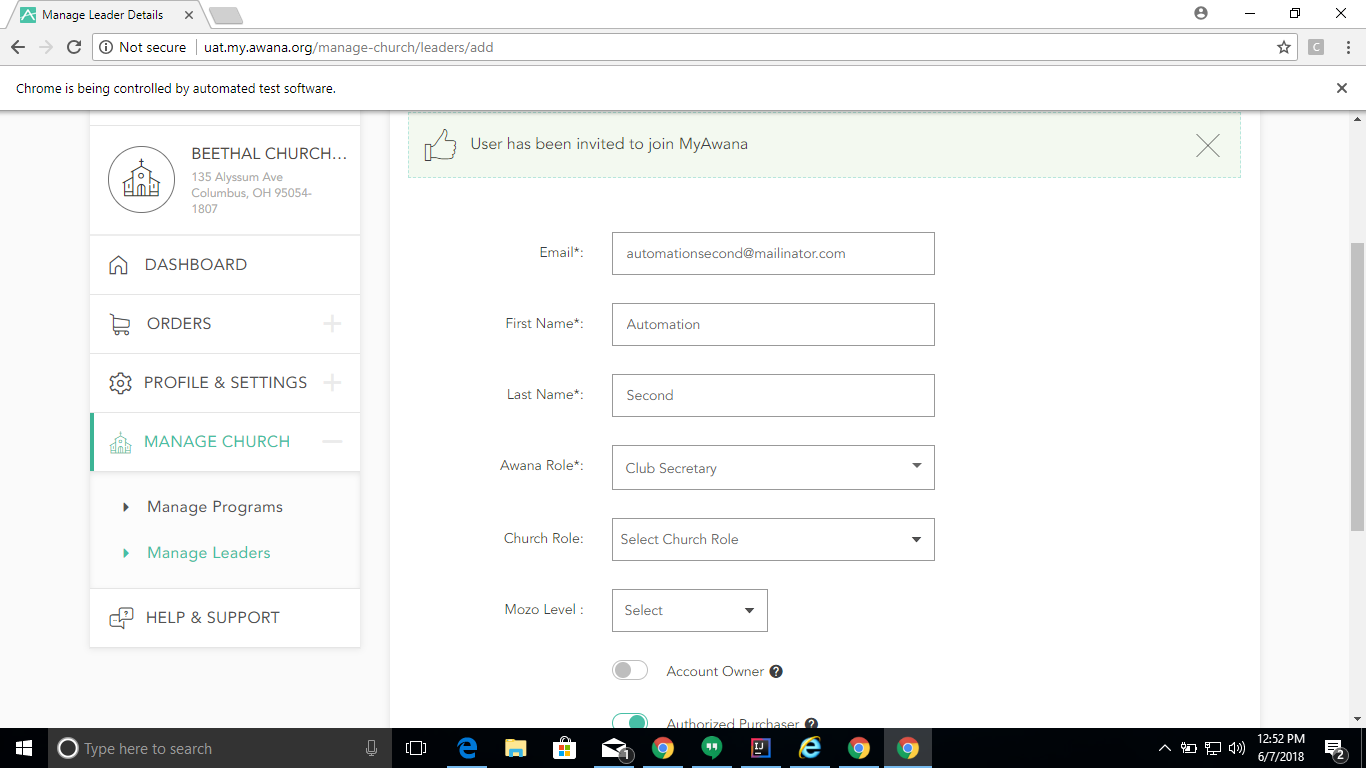 Manage Leader Details
Not secure
uat.my.awana.org/manage-church/leaders/add
C
Chrome is being controlled by automated test software.
BEETHAL CHURCH...
135 Alyssum Ave
Columbus, OH 95054-
1807
DASHBOARD
ORDERS
PROFILE & SETTINGS
MANAGE CHURCH
Manage Programs
Manage Leaders
HELP & SUPPORT
User has been invited to join MyAwana
Email*: automationsecond@mailinator.com
First Name*: Automation
Last Name*: Second
Awana Role*: Club Secretary
Church Role: Select Church Role
Mozo Level : Select
Account Owner ?
Authorized Purchaser ?
Type here to search
1
IJ
12:52 PM
6/7/2018
2